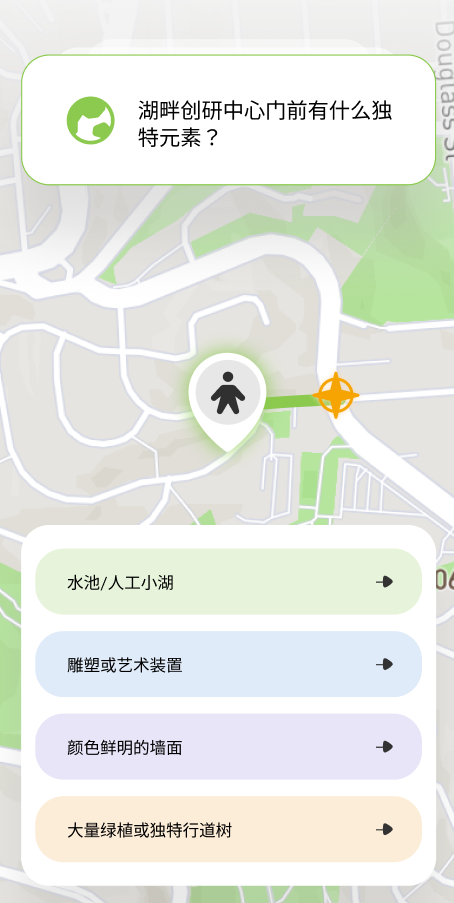 湖畔创研中心门前有什么独
特元素？
Douglass St
水池/人工小湖
06
雕塑或艺术装置
颜色鲜明的墙面
大量绿植或独特行道树